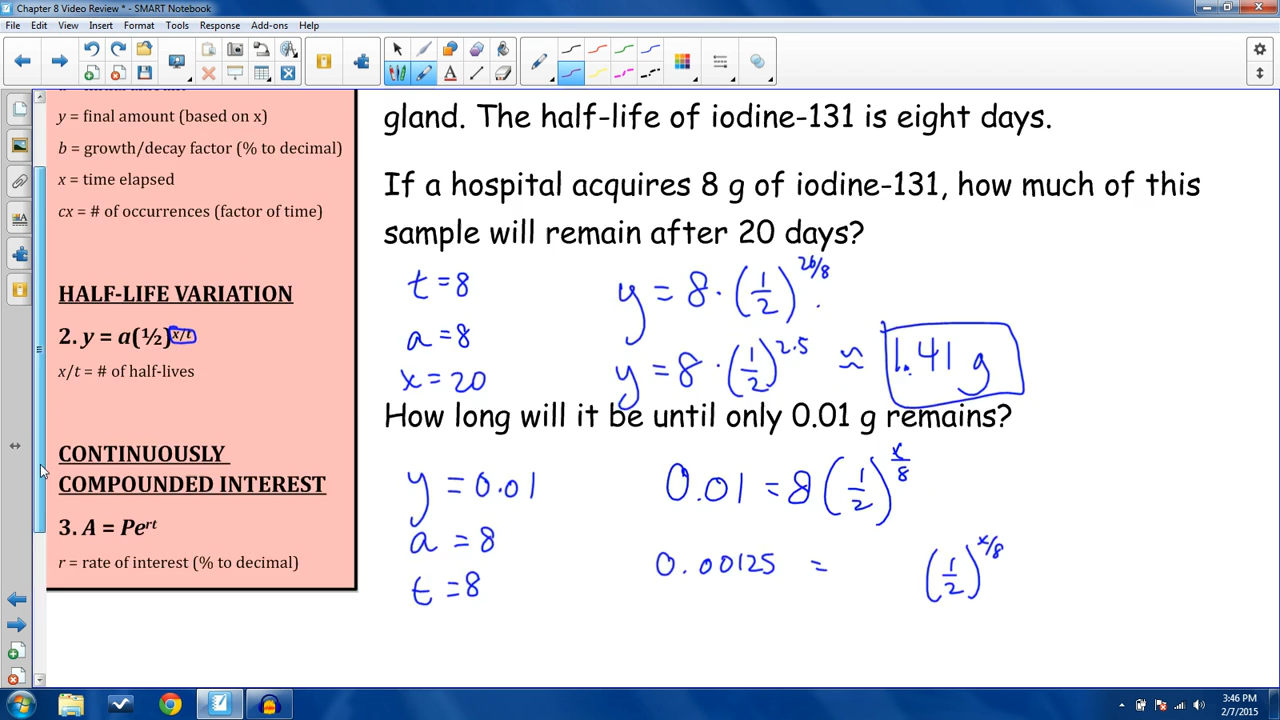 Chapter 8 Video Review * - SMART Notebook
File Edit View Insert Format Tools Response Add-ons Help
y = final amount (based on x)
b = growth/decay factor (% to decimal)
x = time elapsed
cx = # of occurrences (factor of time)
HALF-LIFE VARIATION
2. y = a(½)^x/t
x/t = # of half-lives
CONTINUOUSLY
COMPOUNDED INTEREST
3. A = Pe^rt
r = rate of interest (% to decimal)
gland. The half-life of iodine-131 is eight days.
If a hospital acquires 8 g of iodine-131, how much of this
sample will remain after 20 days?
t = 8
y = 8 · (1/2)^20/8
a = 8
x = 20
y = 8 · (1/2)^2.5 ≈ 1.41 g
How long will it be until only 0.01 g remains?
y = 0.01
0.01 = 8 (1/2)^x/8
a = 8
0.00125 = (1/2)^x/8
t = 8
3:46 PM
2/7/2015